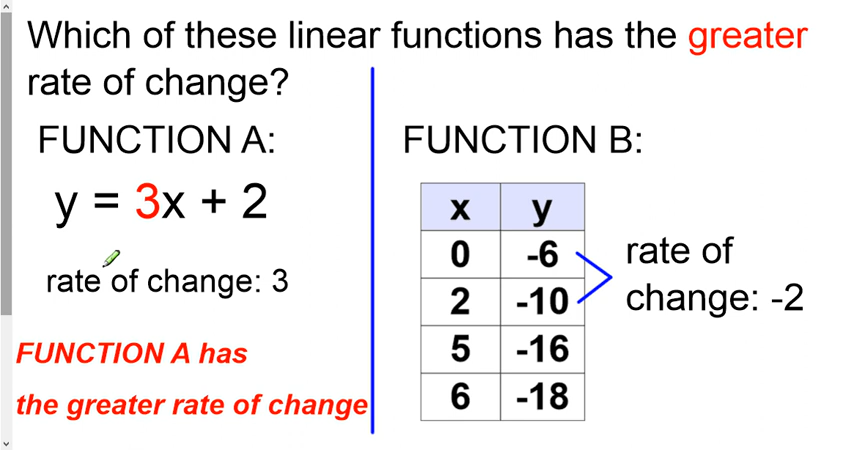 Which of these linear functions has the greater
rate of change?
FUNCTION A:
y = 3x + 2
rate of change: 3
FUNCTION A has
the greater rate of change
FUNCTION B:
x y
0 -6
2 -10
5 -16
6 -18
rate of
change: -2